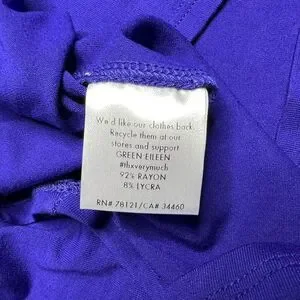 We'd like our clothes back.
Recycle them at our
stores and support
GREEN EILEEN
#thxverymuch
92% RAYON
8% LYCRA
RN# 78121/CA# 34460